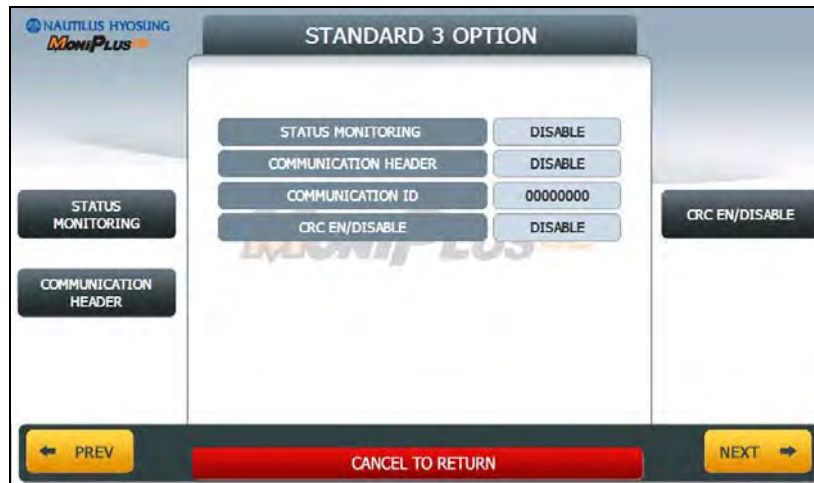 NAUTILUS HYOSUNG
MONIPLUS
STANDARD 3 OPTION
STATUS MONITORING DISABLE
COMMUNICATION HEADER DISABLE
COMMUNICATION ID 00000000
CRC EN/DISABLE DISABLE
STATUS
MONITORING
COMMUNICATION
HEADER
CRC EN/DISABLE
MONIPLUS
PREV
CANCEL TO RETURN
NEXT